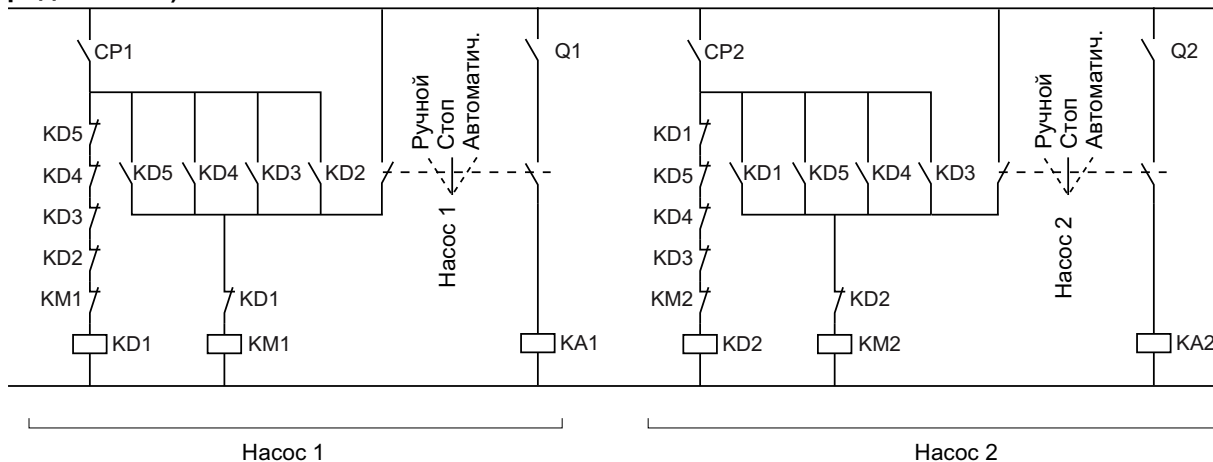 CP1
Q1
CP2
Q2
Ручной
Стоп
Автоматич.
Ручной
Стоп
Автоматич.
KD5
KD1
KD4
KD5
KD4
KD3
KD2
KD5
KD1
KD5
KD4
KD3
KD3
KD4
KD2
KD3
Насос 1
Насос 2
KM1
KD1
KM2
KD2
KD1
KM1
KA1
KD2
KM2
KA2
Насос 1
Насос 2